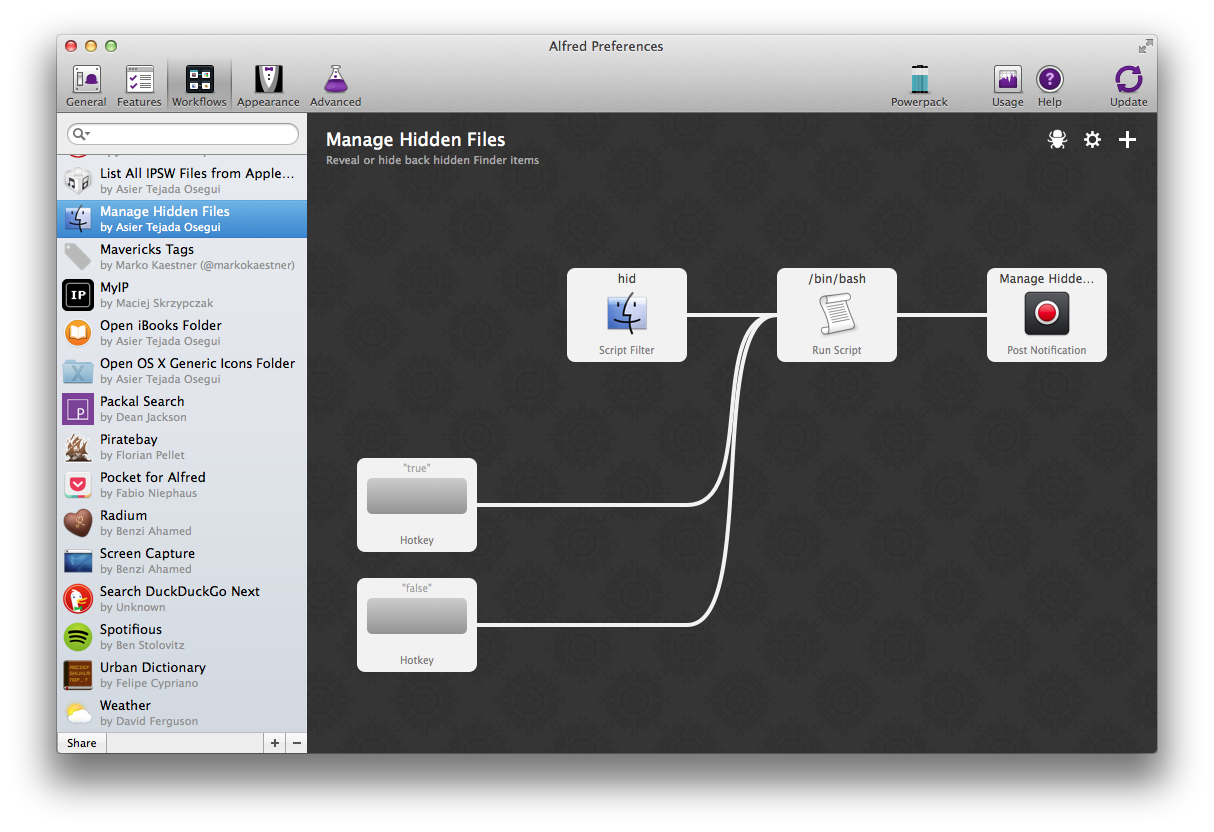 Alfred Preferences
General
Features
Workflows
Appearance
Advanced
Powerpack
Usage
Help
Update
List All IPSW Files from Apple…
by Asier Tejada Osegui
Manage Hidden Files
by Asier Tejada Osegui
Mavericks Tags
by Marko Kaestner (@markokaestner)
IP
MyIP
by Maciej Skrzypczak
Open iBooks Folder
by Asier Tejada Osegui
Open OS X Generic Icons Folder
by Asier Tejada Osegui
Packal Search
by Dean Jackson
Piratebay
by Florian Pellet
Pocket for Alfred
by Fabio Niephaus
Radium
by Benzi Ahamed
Screen Capture
by Benzi Ahamed
Search DuckDuckGo Next
by Unknown
Spotifious
by Ben Stolovitz
Urban Dictionary
by Felipe Cypriano
Weather
by David Ferguson
Share
+
−
Manage Hidden Files
Reveal or hide back hidden Finder items
hid
Script Filter
/bin/bash
Run Script
Manage Hidde…
Post Notification
"true"
Hotkey
"false"
Hotkey